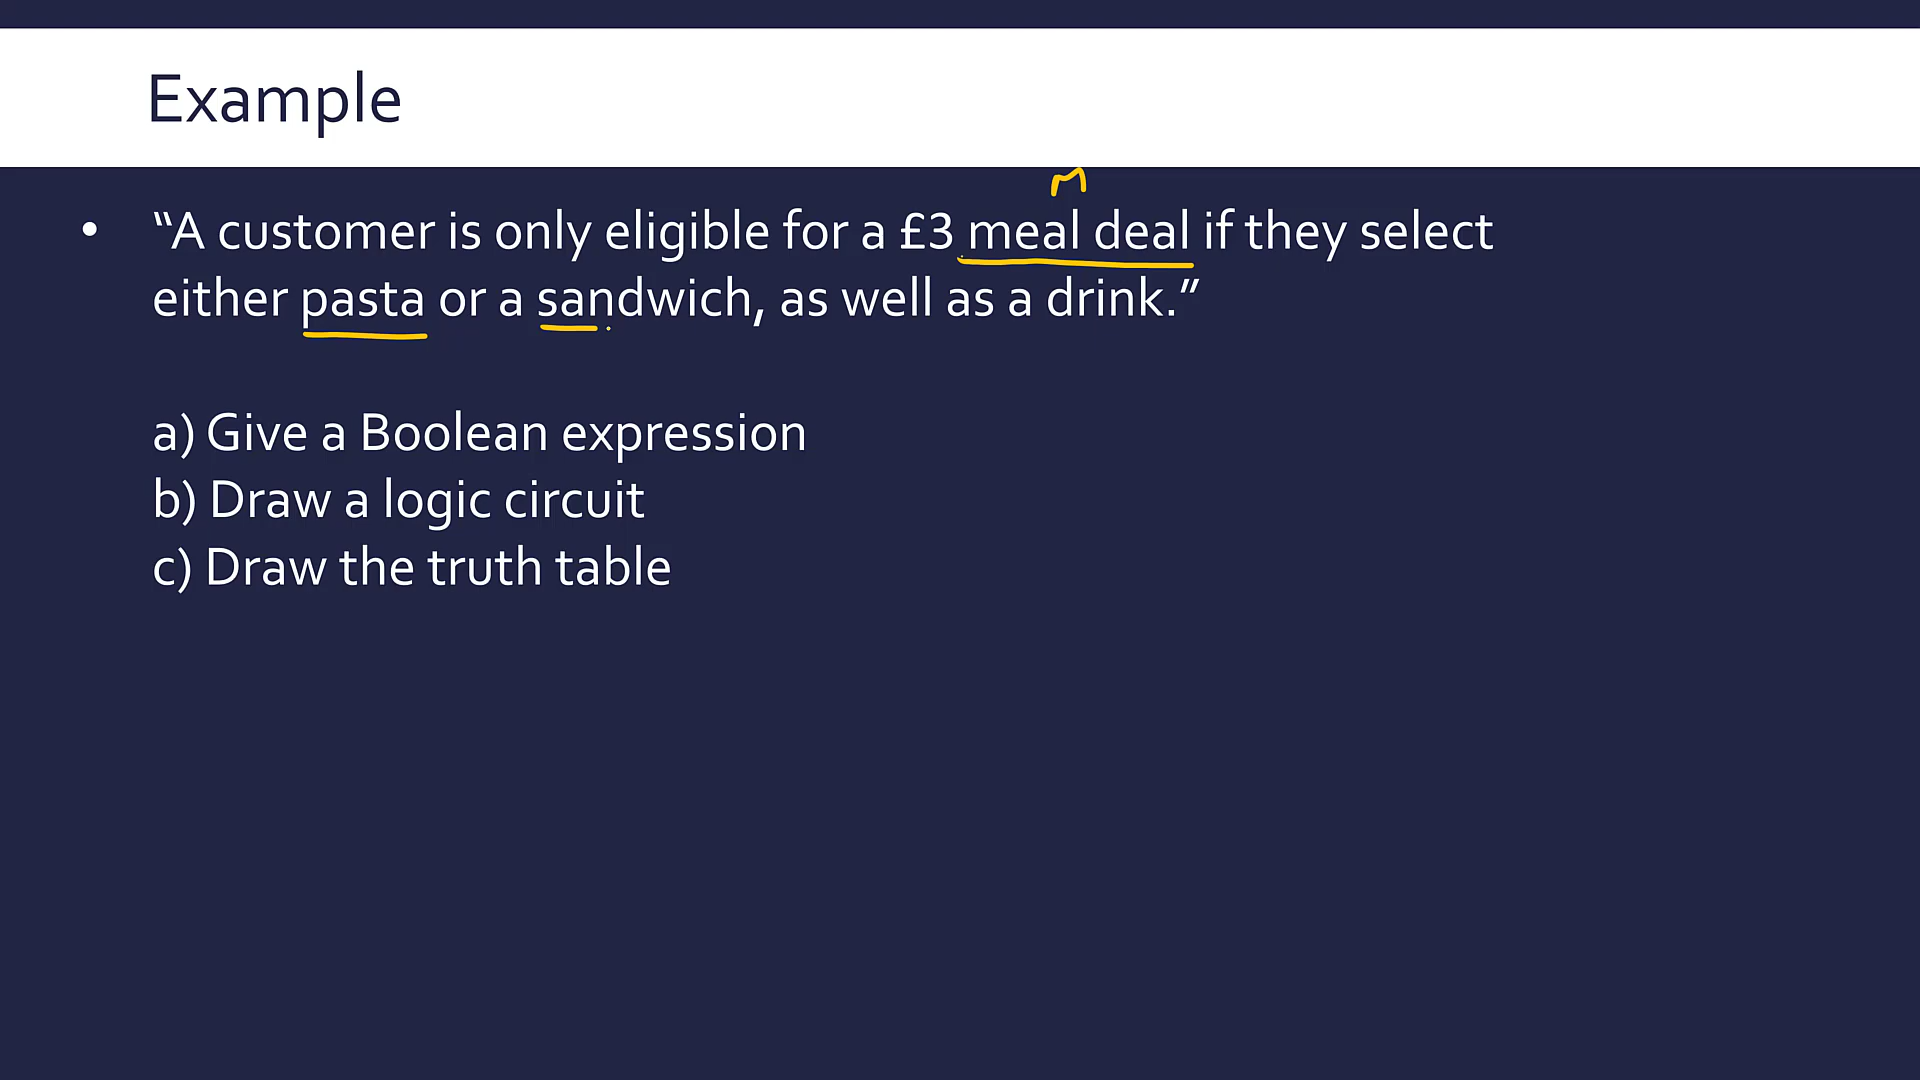 Example
M
• “A customer is only eligible for a £3 meal deal if they select
either pasta or a sandwich, as well as a drink.”
a) Give a Boolean expression
b) Draw a logic circuit
c) Draw the truth table